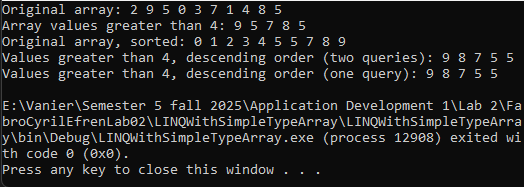 Original array: 2 9 5 0 3 7 1 4 8 5
Array values greater than 4: 9 5 7 8 5
Original array, sorted: 0 1 2 3 4 5 5 7 8 9
Values greater than 4, descending order (two queries): 9 8 7 5 5
Values greater than 4, descending order (one query): 9 8 7 5 5
E:\Vanier\Semester 5 fall 2025\Application Development 1\Lab 2\Fa
broCyrilEfrenLab02\LINQWithSimpleTypeArray\LINQWithSimpleTypeArra
y\bin\Debug\LINQWithSimpleTypeArray.exe (process 12908) exited wi
th code 0 (0x0).
Press any key to close this window . . .